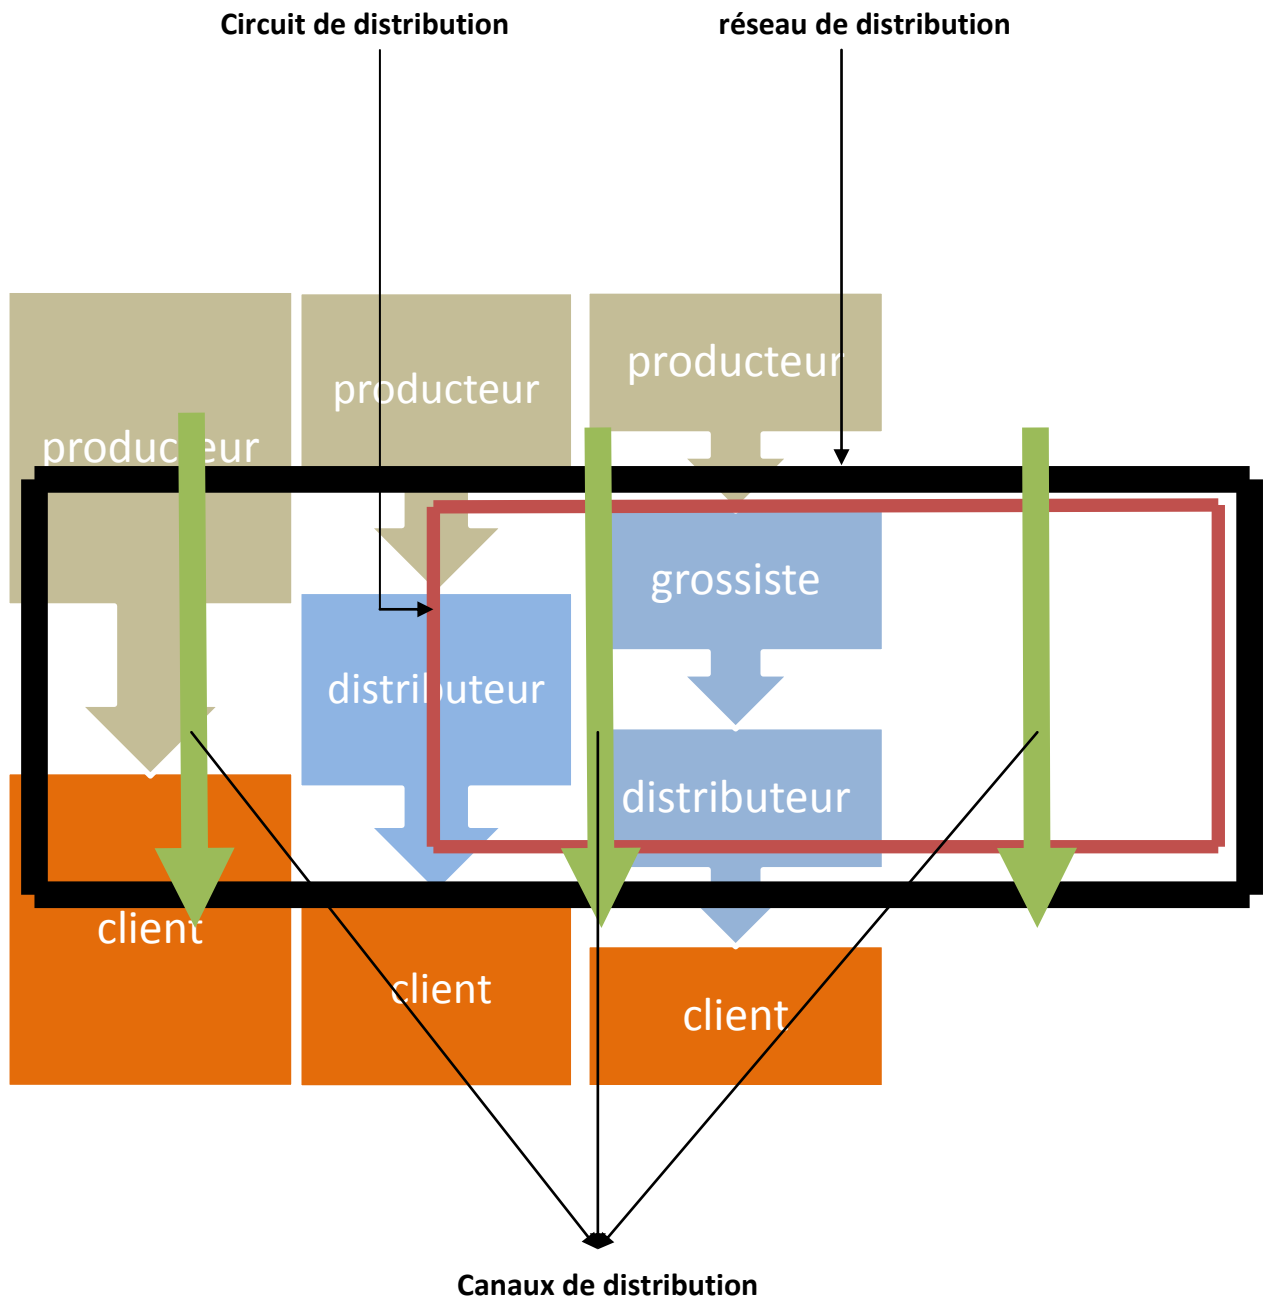 Circuit de distribution
réseau de distribution
producteur
producteur
producteur
grossiste
distributeur
distributeur
client
client
client
Canaux de distribution